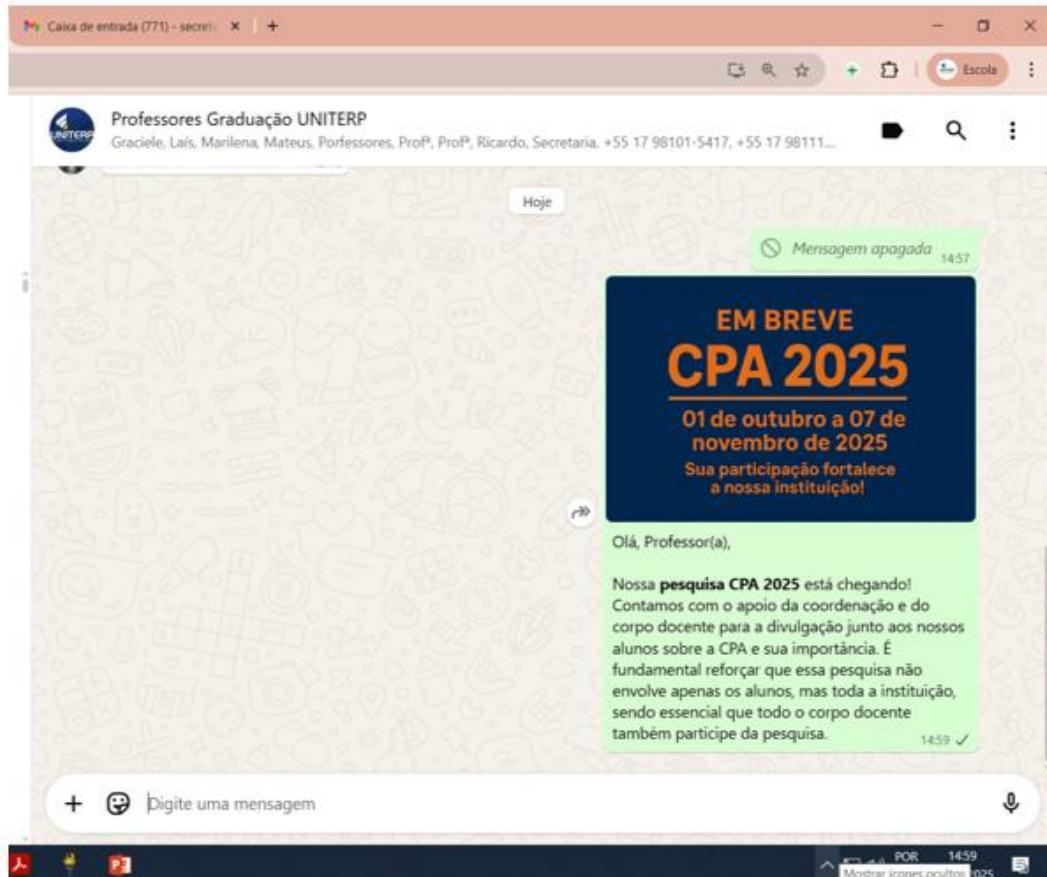 Caixa de entrada (771) - secret
Escola
UNITERP
Professores Graduação UNITERP
Graciele, Laís, Marilena, Mateus, Porfessores, Profª, Profª, Ricardo, Secretaria, +55 17 98101-5417, +55 17 98111...
Hoje
Mensagem apagada 14:57
EM BREVE
CPA 2025
01 de outubro a 07 de
novembro de 2025
Sua participação fortalece
a nossa instituição!
Olá, Professor(a),
Nossa pesquisa CPA 2025 está chegando!
Contamos com o apoio da coordenação e do
corpo docente para a divulgação junto aos nossos
alunos sobre a CPA e sua importância. É
fundamental reforçar que essa pesquisa não
envolve apenas os alunos, mas toda a instituição,
sendo essencial que todo o corpo docente
também participe da pesquisa.
14:59
Digite uma mensagem
POR
14:59
Mostrar ícones ocultos